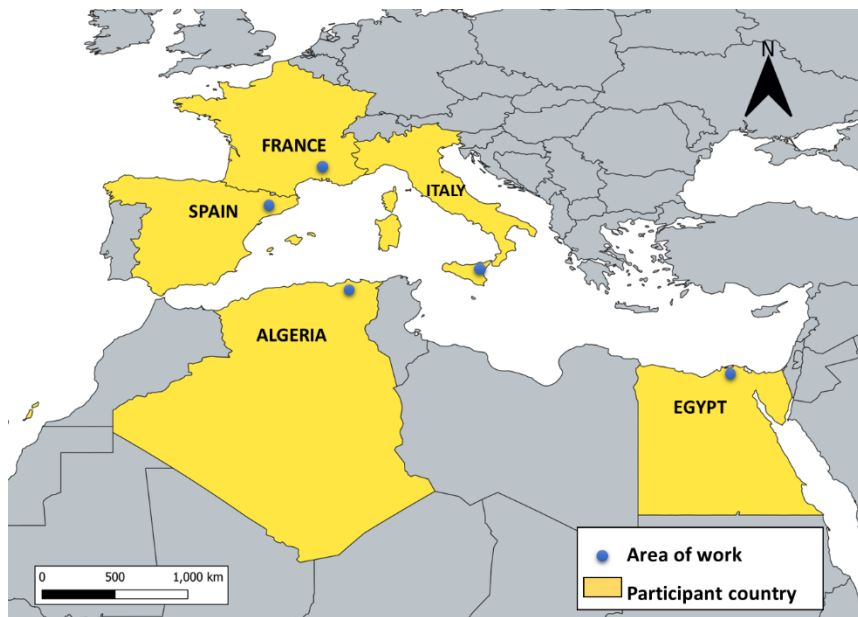 N
FRANCE
ITALY
SPAIN
ALGERIA
EGYPT
Area of work
Participant country
0 500 1,000 km